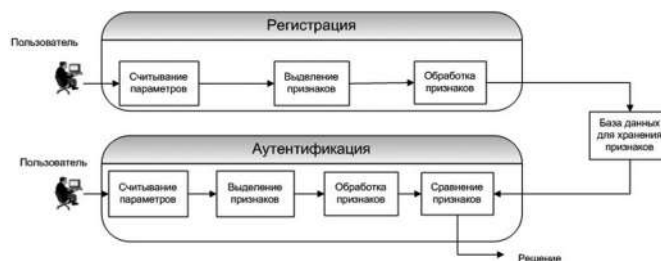 Регистрация
Пользователь
Считывание
параметров
Выделение
признаков
Обработка
признаков
База данных
для хранения
признаков
Аутентификация
Пользователь
Считывание
параметров
Выделение
признаков
Обработка
признаков
Сравнение
признаков
Решение